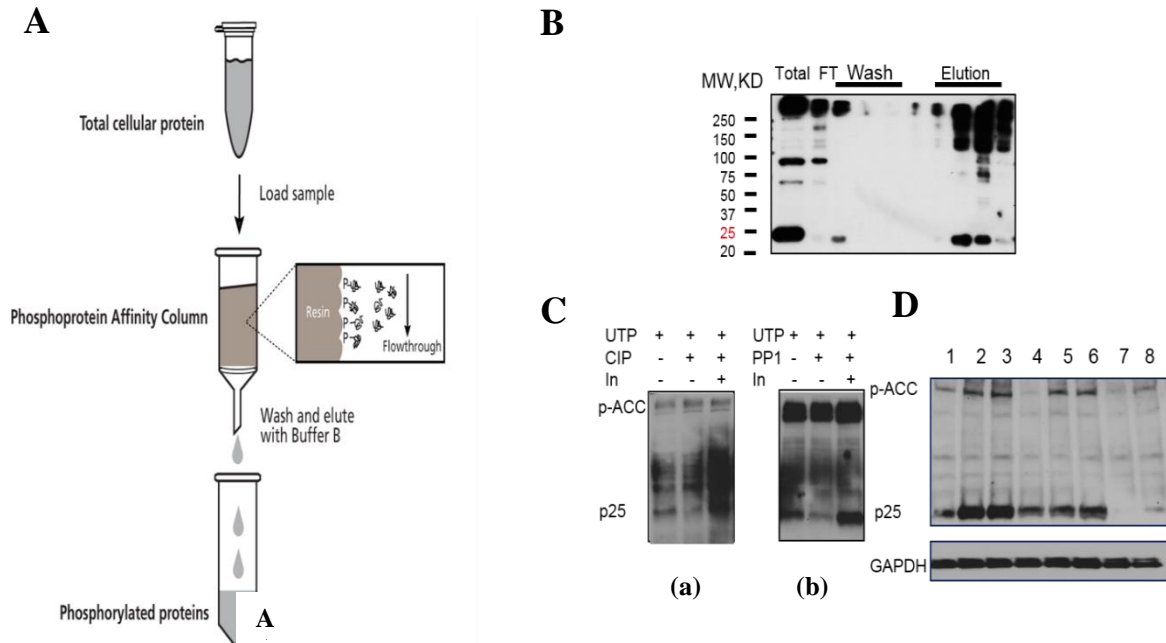 A
Total cellular protein
Load sample
Phosphoprotein Affinity Column
Resin
P
P
P
P
Flowthrough
Wash and elute
with Buffer B
Phosphorylated proteins
A
B
MW,KD
Total FT Wash Elution
250
150
100
75
50
37
25
20
C
UTP + + +
CIP - + +
In - - +
p-ACC
p25
(a)
UTP + + +
PP1 - + +
In - - +
(b)
D
1 2 3 4 5 6 7 8
p-ACC
p25
GAPDH